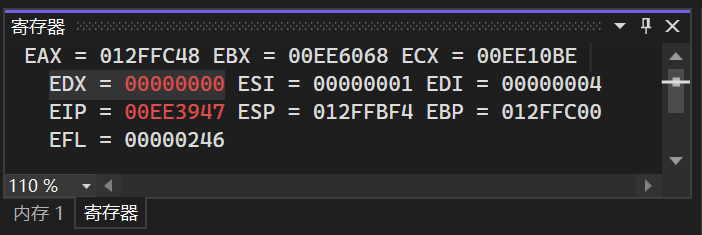 寄存器
EAX = 012FFC48 EBX = 00EE6068 ECX = 00EE10BE
EDX = 00000000 ESI = 00000001 EDI = 00000004
EIP = 00EE3947 ESP = 012FFBF4 EBP = 012FFC00
EFL = 00000246
110 %
内存 1 寄存器